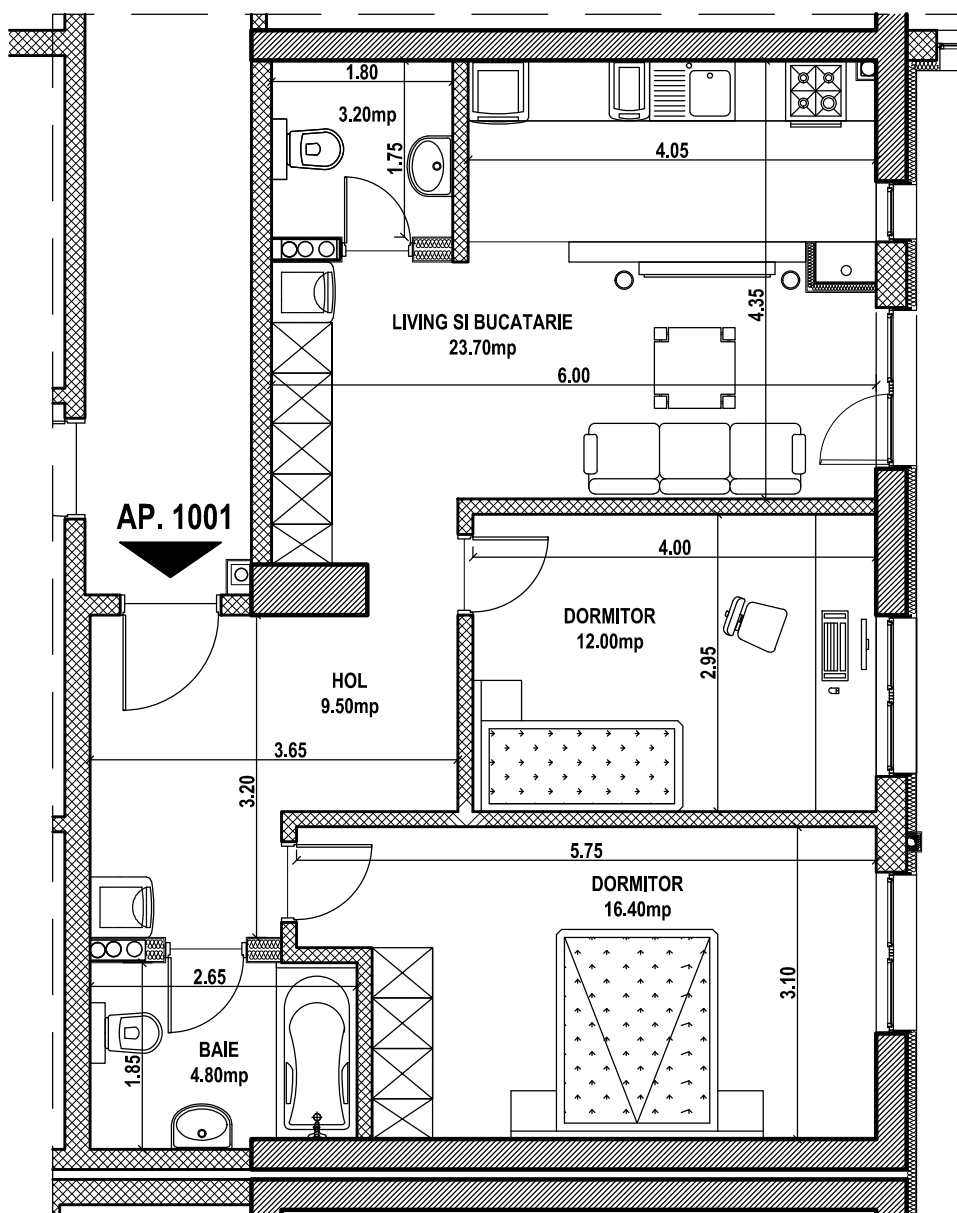 1.80
3.20mp
1.75
4.05
LIVING SI BUCATARIE
23.70mp
4.35
6.00
AP. 1001
4.00
DORMITOR
12.00mp
2.95
HOL
9.50mp
3.65
3.20
5.75
DORMITOR
16.40mp
2.65
3.10
BAIE
4.80mp
1.85